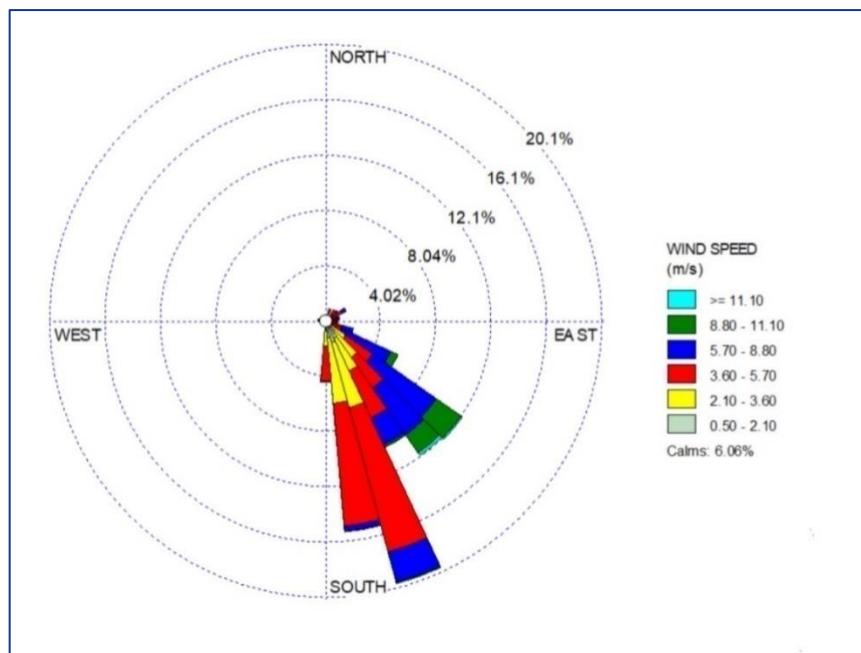 NORTH
20.1%
16.1%
12.1%
8.04%
4.02%
WEST
EAST
SOUTH
WIND SPEED
(m/s)
>= 11.10
8.80 - 11.10
5.70 - 8.80
3.60 - 5.70
2.10 - 3.60
0.50 - 2.10
Calms: 6.06%